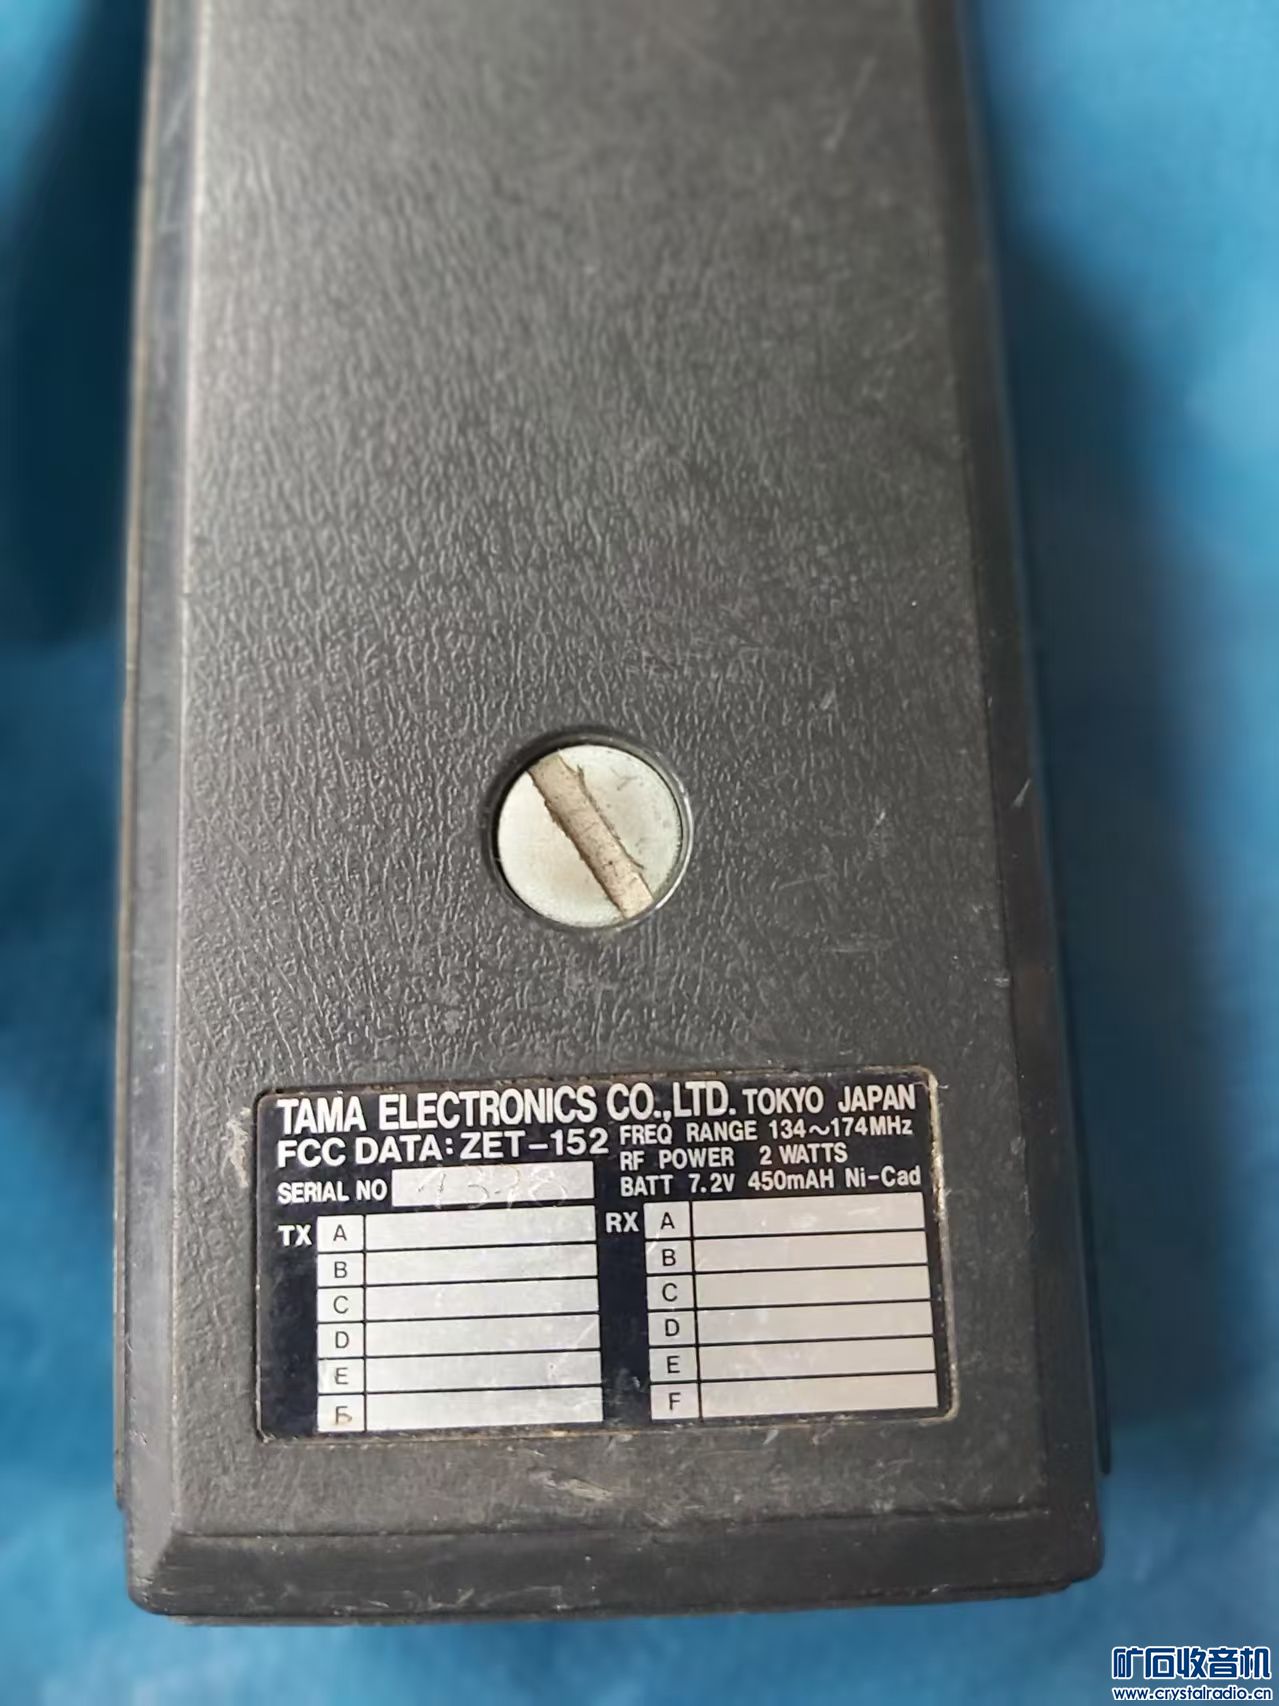 TAMA ELECTRONICS CO.,LTD. TOKYO JAPAN
FCC DATA: ZET-152
FREQ RANGE 134~174MHz
RF POWER 2 WATTS
BATT 7.2V 450mAH Ni-Cad
SERIAL NO
TX A
B
C
D
E
F
RX A
B
C
D
E
F
矿石收音机
www.crystalradio.cn